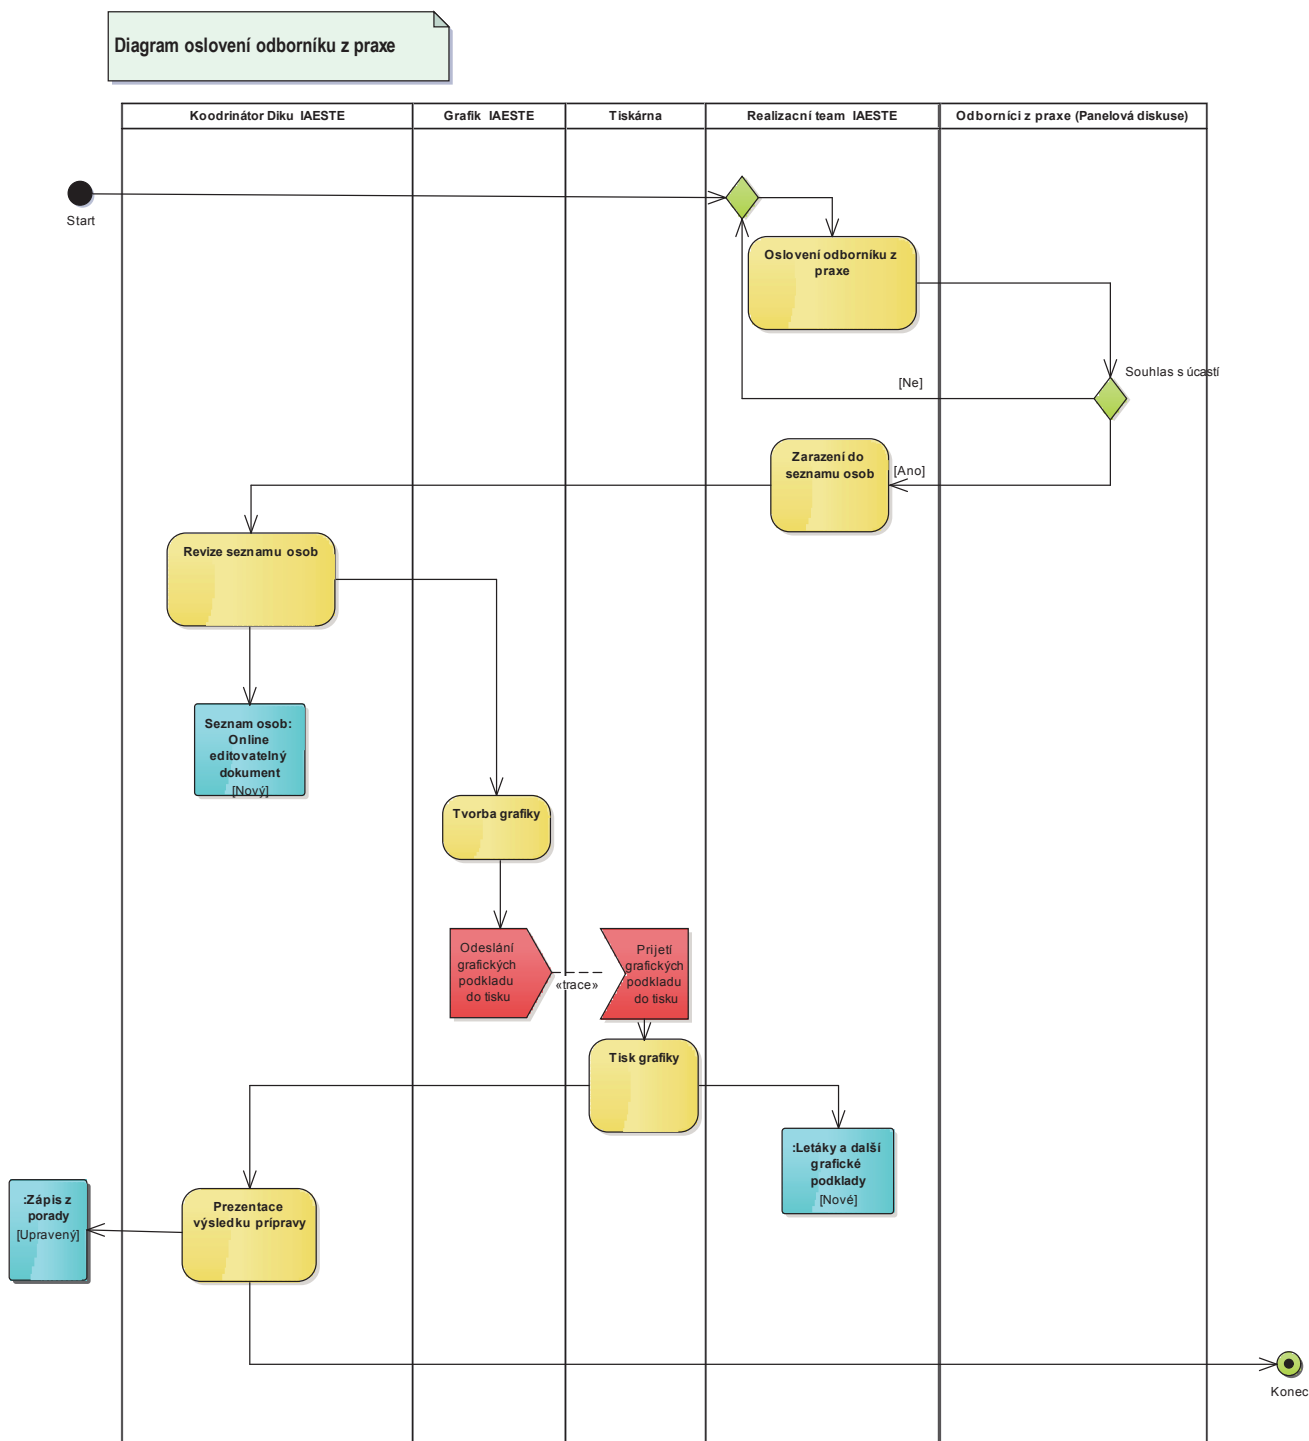 Diagram oslovení odborníku z praxe
Koodrinátor Diku IAESTE
Grafik IAESTE
Tiskárna
Realizacní team IAESTE
Odborníci z praxe (Panelová diskuse)
Start
Oslovení odborníku z
praxe
Souhlas s úcastí
[Ne]
Zarazení do
seznamu osob
[Ano]
Revize seznamu osob
Seznam osob:
Online
editovatelný
dokument
[Nový]
Tvorba grafiky
Odeslání
grafických
podkladu
do tisku
«trace»
Prijetí
grafických
podkladu
do tisku
Tisk grafiky
:Letáky a další
grafické
podklady
[Nové]
:Zápis z
porady
[Upravený]
Prezentace
výsledku prípravy
Konec